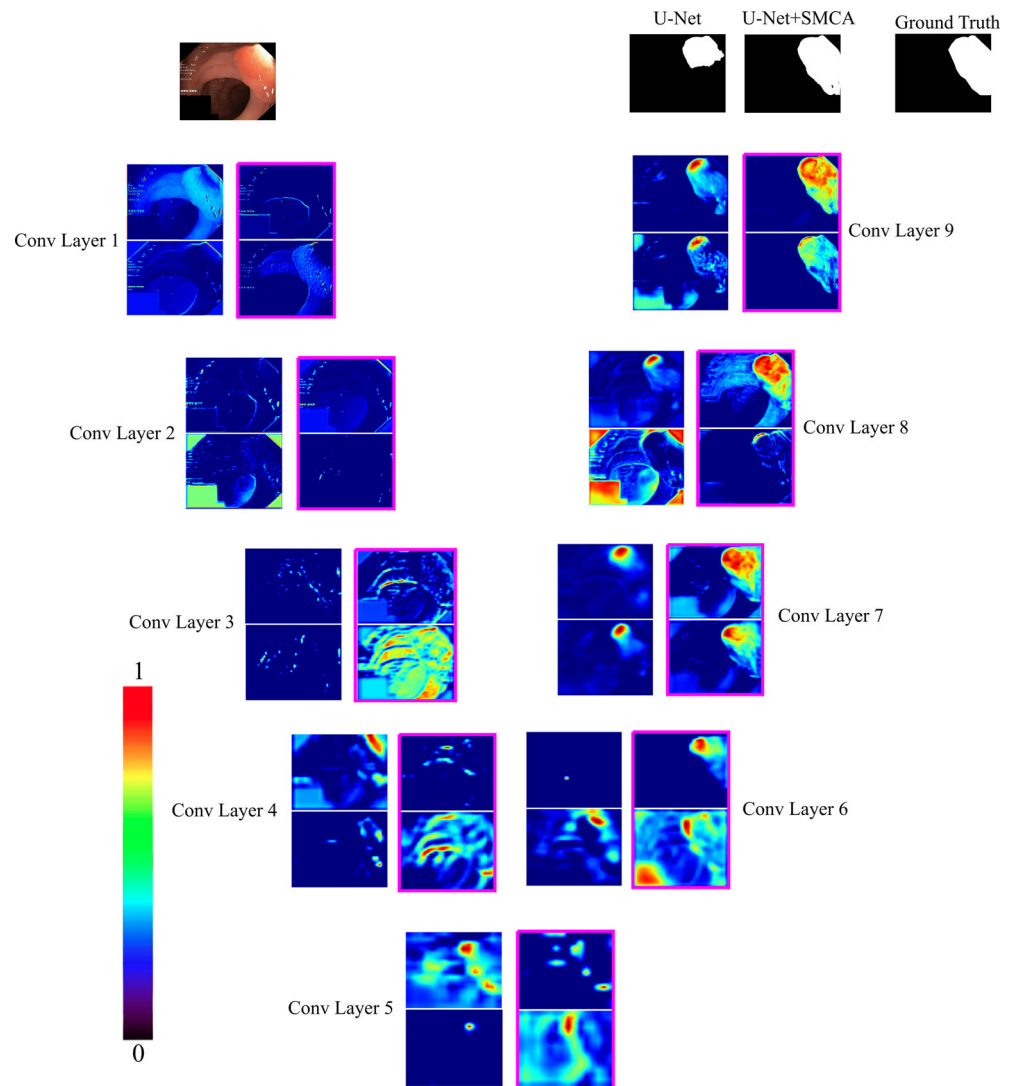 U-Net
U-Net+SMCA
Ground Truth
Conv Layer 1
Conv Layer 9
Conv Layer 2
Conv Layer 8
Conv Layer 3
Conv Layer 7
1
Conv Layer 4
Conv Layer 6
Conv Layer 5
0